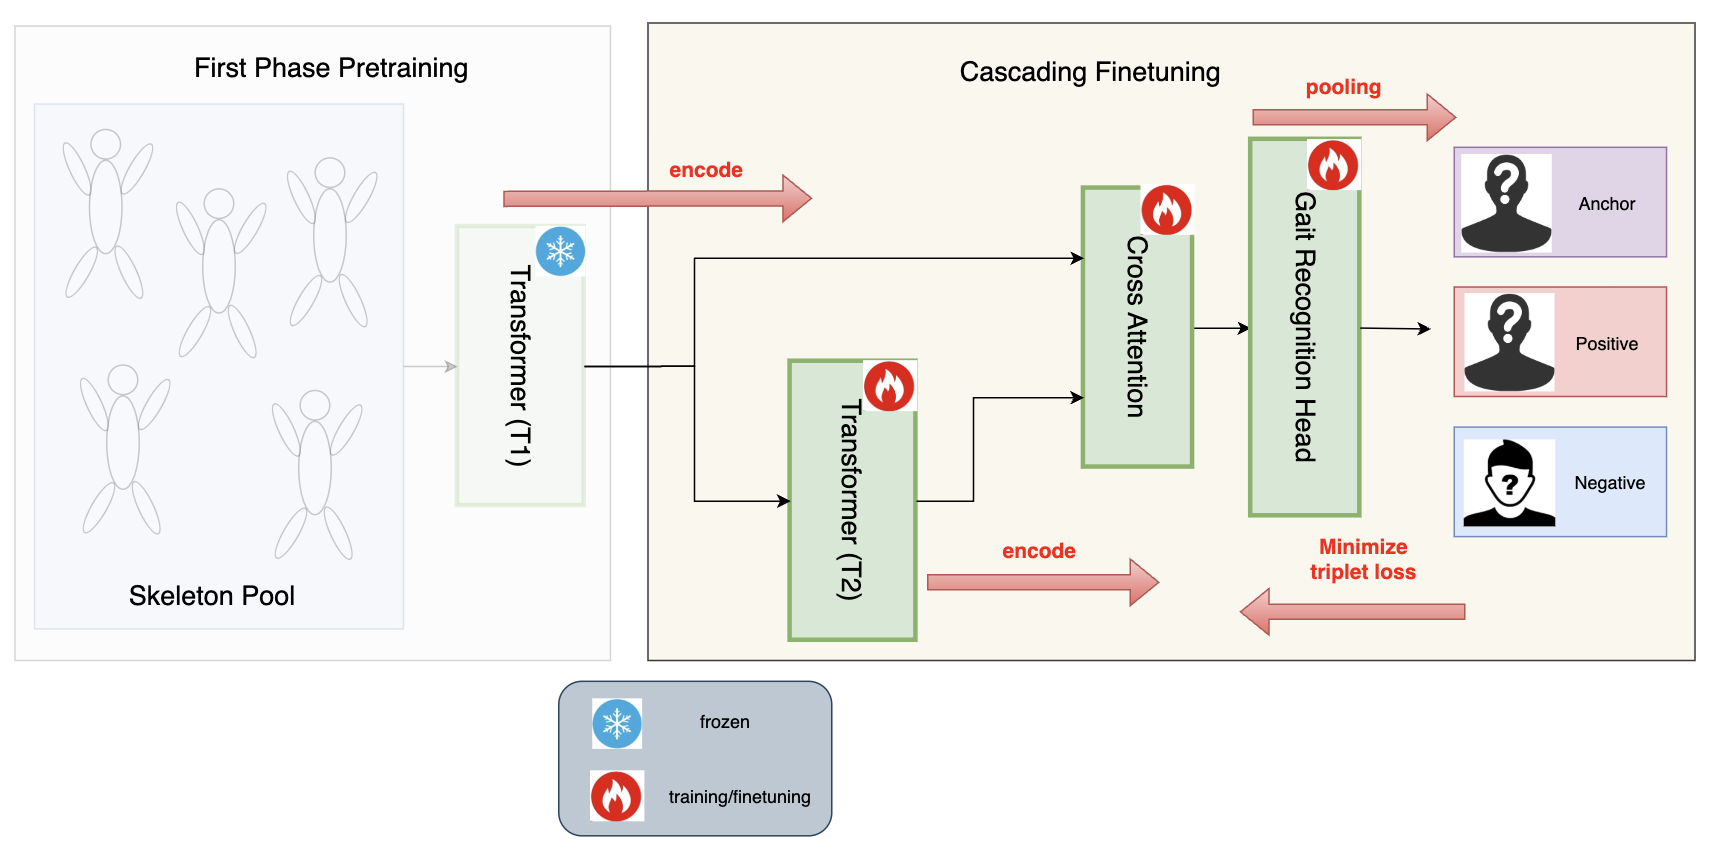 First Phase Pretraining
Skeleton Pool
Transformer (T1)
encode
Cascading Finetuning
Transformer (T2)
encode
Cross Attention
pooling
Gait Recognition Head
Anchor
?
Positive
?
Negative
?
Minimize
triplet loss
frozen
training/finetuning